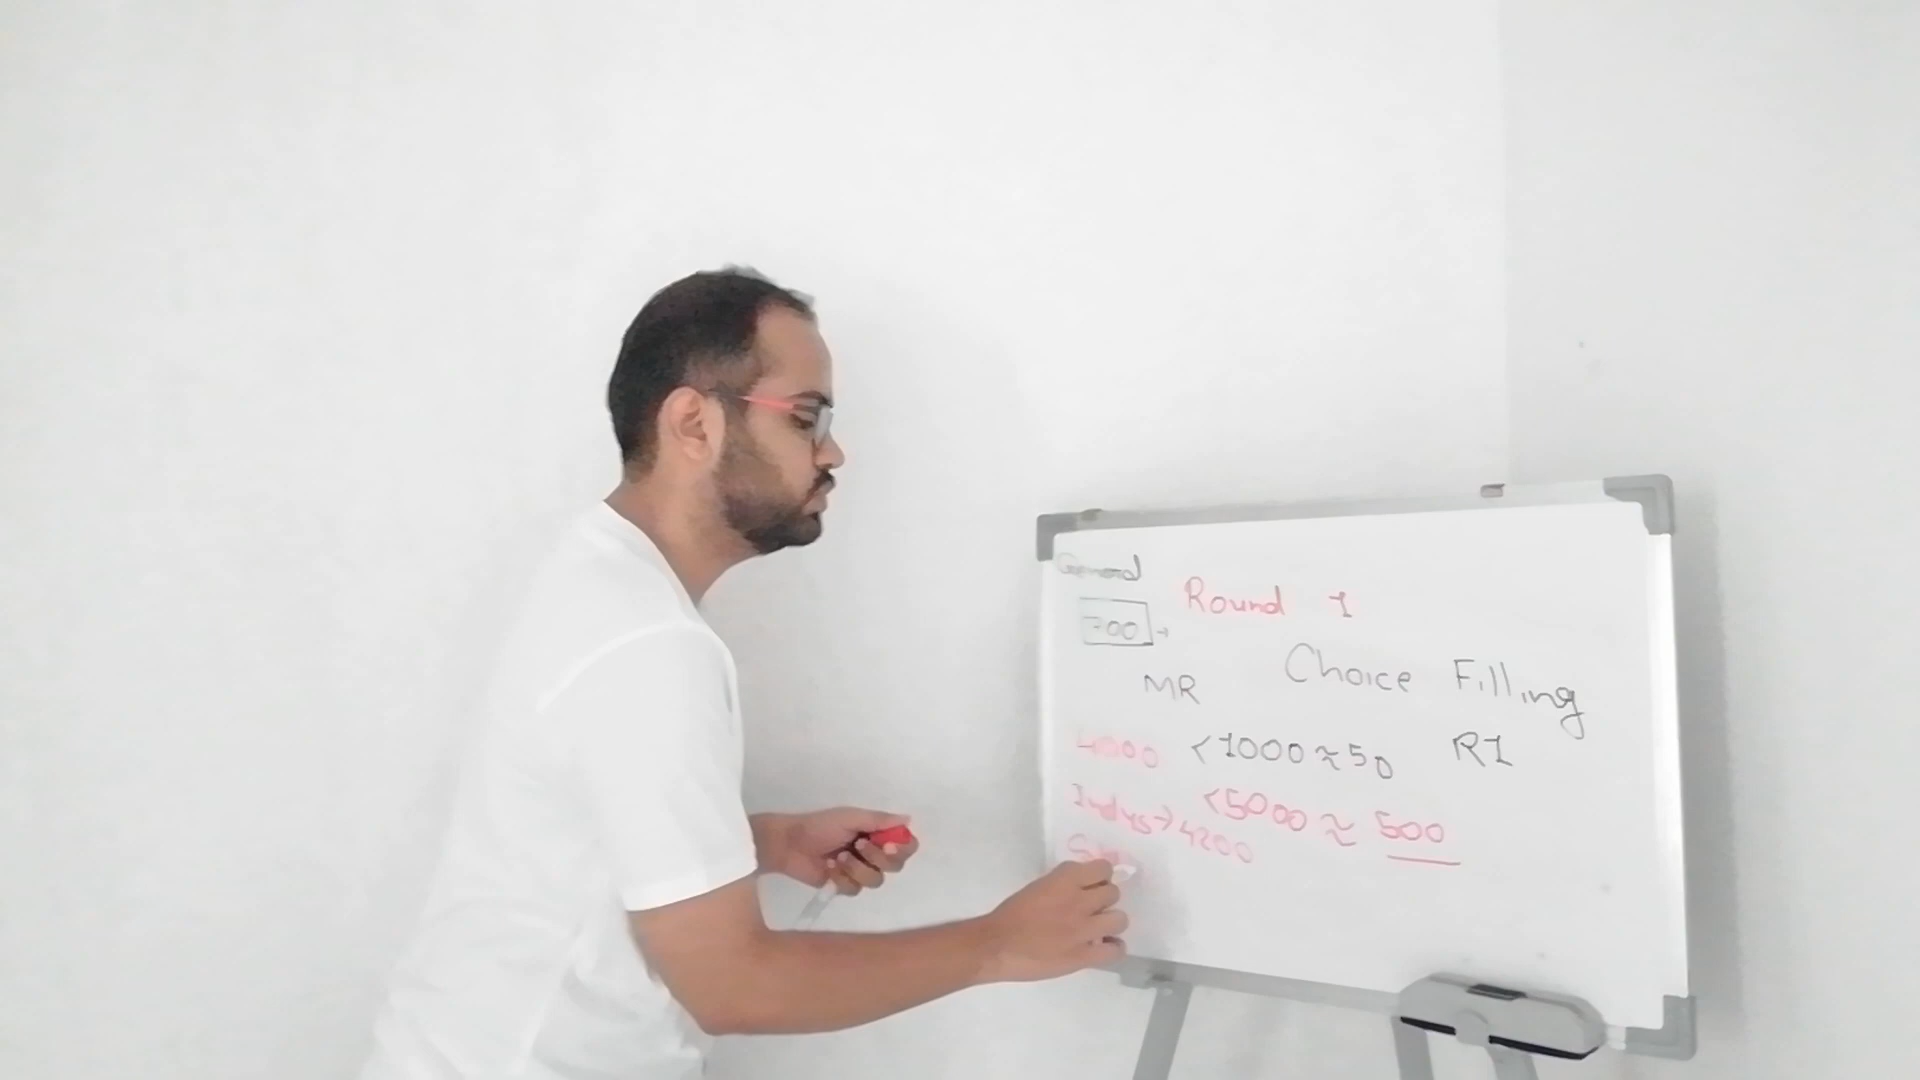 General
Round 1
700 →
Choice Filling
MR
4000 <1000 ≈ 50 R1
<5000 ≈ 500
Indus → 4200